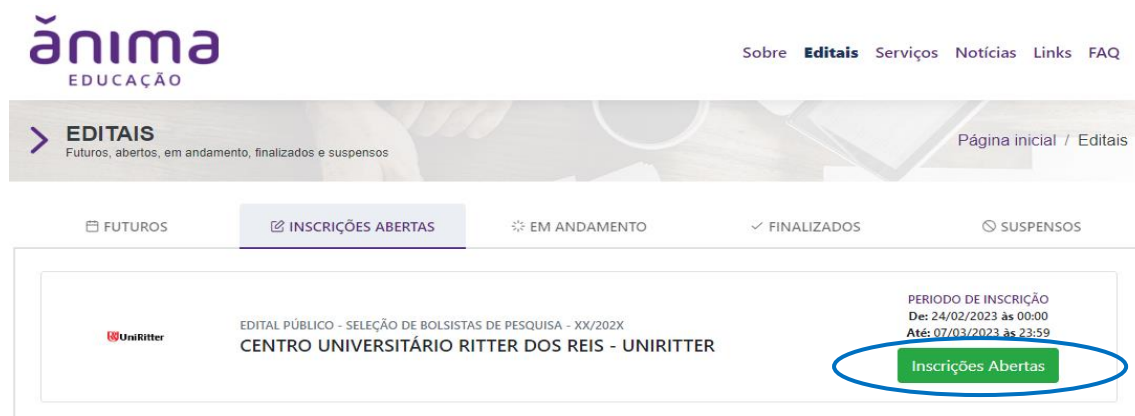 ănima
EDUCAÇÃO
Sobre Editais Serviços Notícias Links FAQ
EDITAIS
Futuros, abertos, em andamento, finalizados e suspensos
Página inicial / Editais
FUTUROS
INSCRIÇÕES ABERTAS
EM ANDAMENTO
FINALIZADOS
SUSPENSOS
UniRitter
EDITAL PÚBLICO - SELEÇÃO DE BOLSISTAS DE PESQUISA - XX/202X
CENTRO UNIVERSITÁRIO RITTER DOS REIS - UNIRITTER
PERIODO DE INSCRIÇÃO
De: 24/02/2023 às 00:00
Até: 07/03/2023 às 23:59
Inscrições Abertas